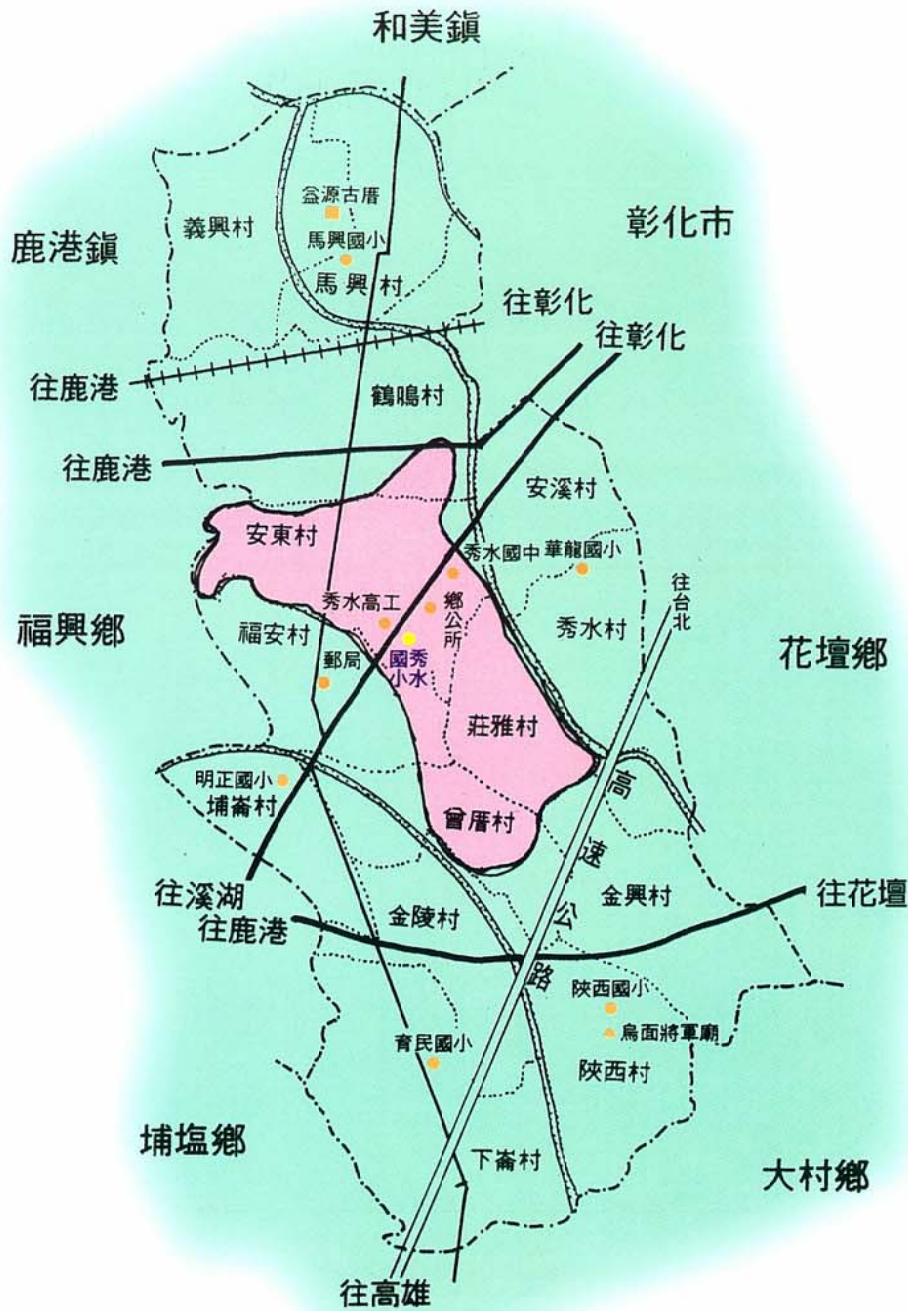 和美鎮
益源古厝
義興村
彰化市
鹿港鎮
馬興國小
馬興村
往彰化
往彰化
往鹿港
鶴鳴村
往鹿港
安溪村
安東村
秀水國中
華龍國小
往台北
秀水高工
鄉公所
福安村
秀水村
福興鄉
花壇鄉
郵局
國秀
小水
莊雅村
明正國小
埔崙村
曾厝村
高速公路
往溪湖
金陵村
金興村
往花壇
往鹿港
陝西國小
烏面將軍廟
育民國小
陝西村
埔塩鄉
下崙村
大村鄉
往高雄